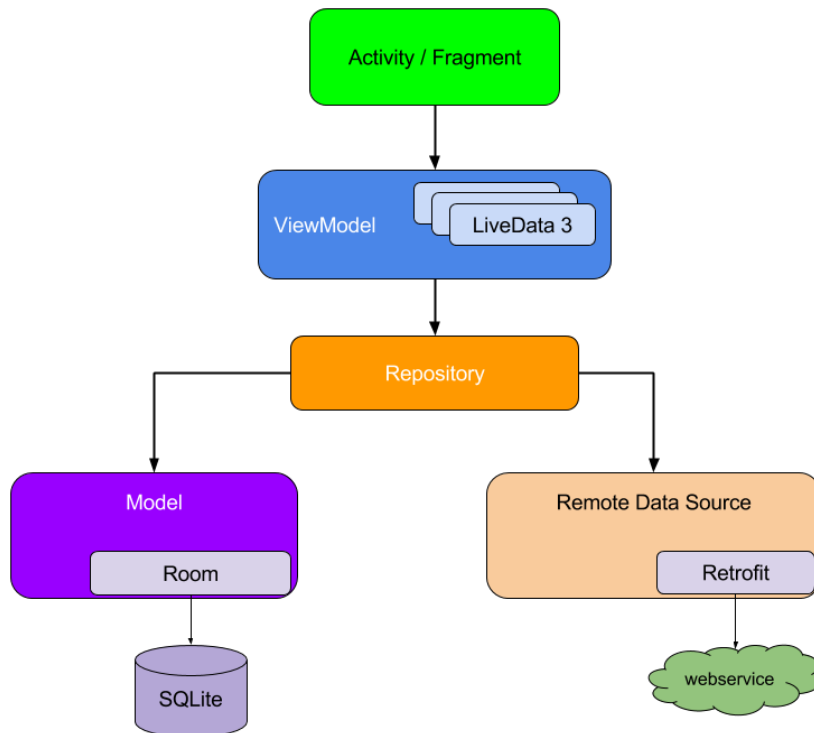 Activity / Fragment
ViewModel
LiveData 3
Repository
Model
Remote Data Source
Room
Retrofit
SQLite
webservice